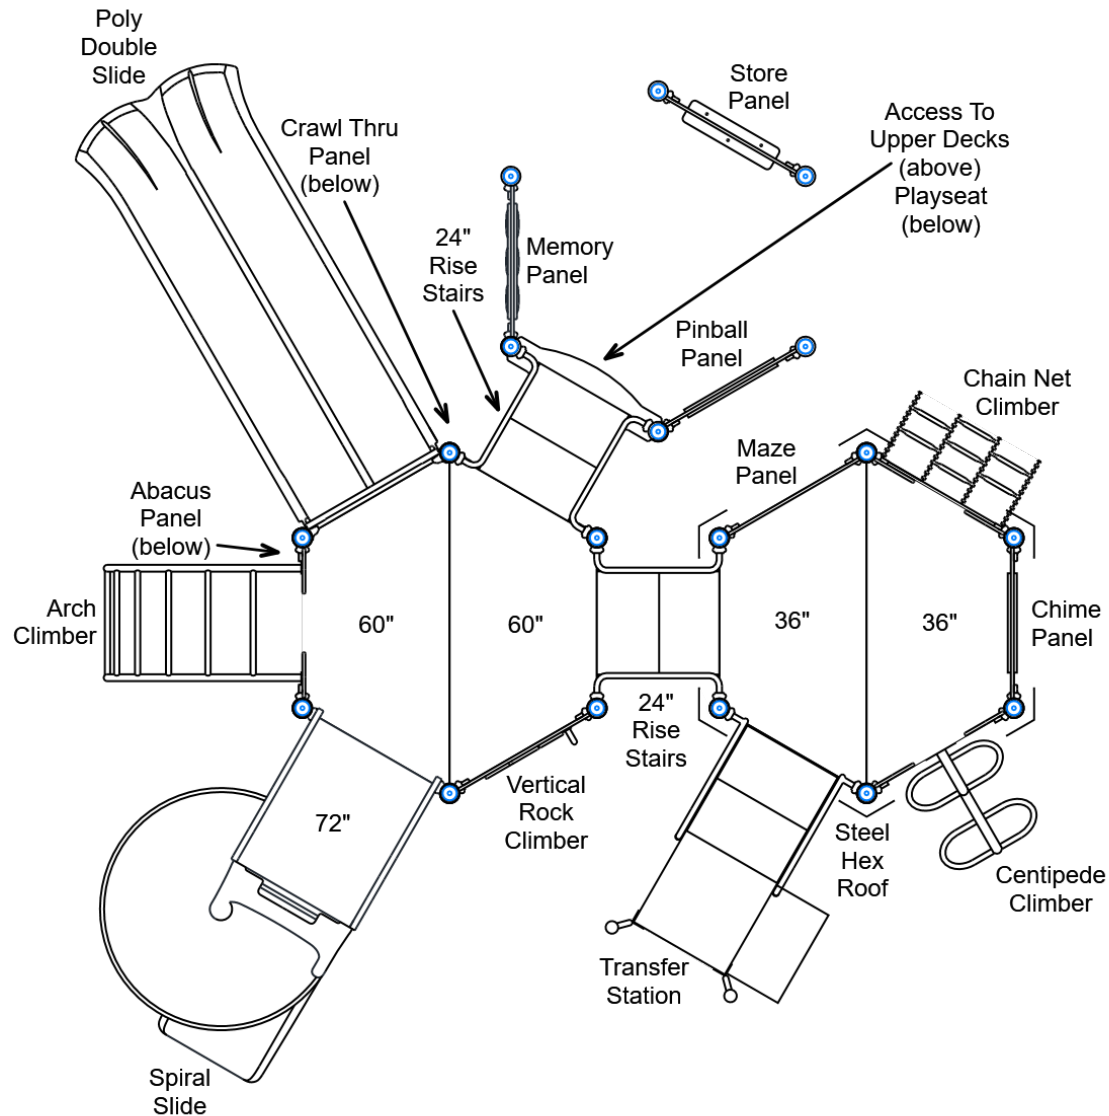 Poly
Double
Slide
Crawl Thru
Panel
(below)
24"
Rise
Stairs
Memory
Panel
Store
Panel
Access To
Upper Decks
(above)
Playseat
(below)
Pinball
Panel
Chain Net
Climber
Maze
Panel
Abacus
Panel
(below)
Arch
Climber
60"
60"
36"
36"
Chime
Panel
24"
Rise
Stairs
Vertical
Rock
Climber
72"
Steel
Hex
Roof
Centipede
Climber
Transfer
Station
Spiral
Slide